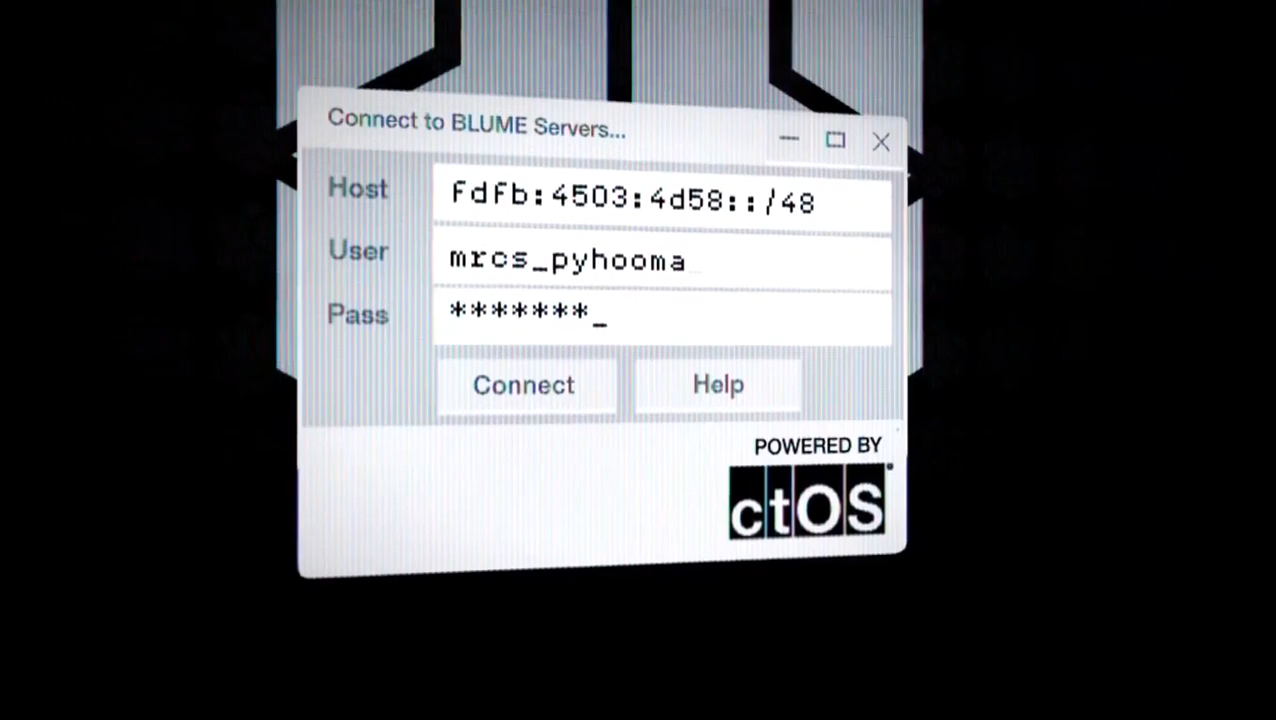 Connect to BLUME Servers...
Host fdfb:4503:4d58::/48
User mrcs_pyhooma
Pass *******_
Connect Help
POWERED BY
ctOS